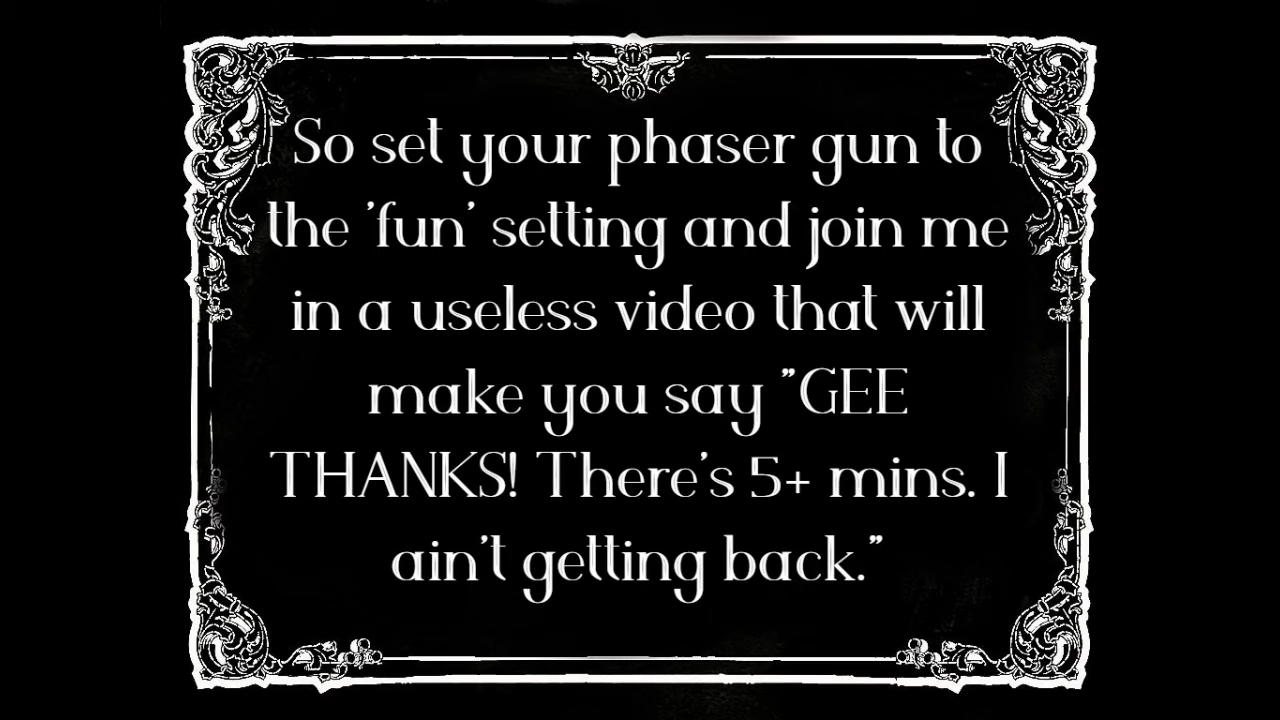 So set your phaser gun to
the 'fun' setting and join me
in a useless video that will
make you say "GEE
THANKS! There's 5+ mins. I
ain't getting back."